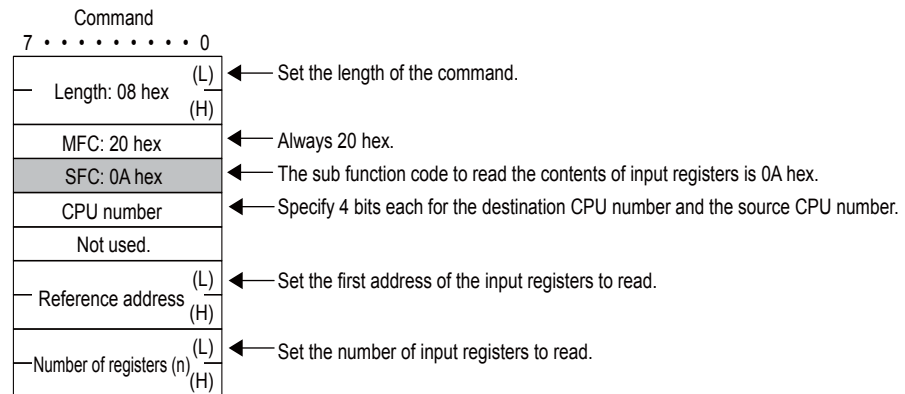 Command
7 • • • • • • • • • 0
(L) Set the length of the command.
Length: 08 hex
(H)
MFC: 20 hex Always 20 hex.
SFC: 0A hex The sub function code to read the contents of input registers is 0A hex.
CPU number Specify 4 bits each for the destination CPU number and the source CPU number.
Not used.
(L) Set the first address of the input registers to read.
Reference address
(H)
(L) Set the number of input registers to read.
Number of registers (n)
(H)